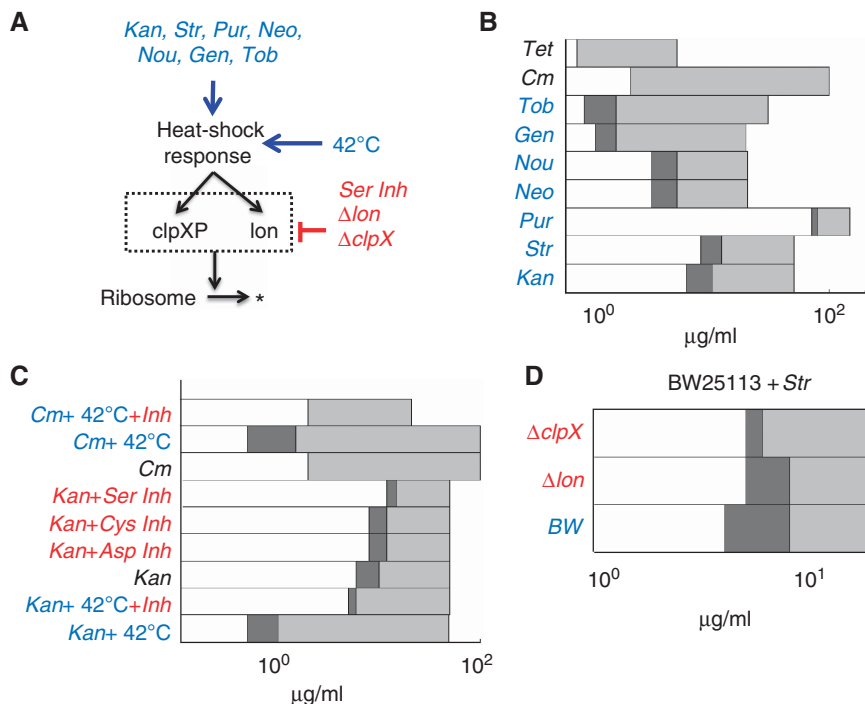 A
Kan, Str, Pur, Neo,
Nou, Gen, Tob
Heat-shock
response
42°C
Ser Inh
Δlon
ΔclpX
clpXP
lon
Ribosome
*
B
Tet
Cm
Tob
Gen
Nou
Neo
Pur
Str
Kan
10^0
10^2
µg/ml
C
Cm+ 42°C+Inh
Cm+ 42°C
Cm
Kan+Ser Inh
Kan+Cys Inh
Kan+Asp Inh
Kan
Kan+ 42°C+Inh
Kan+ 42°C
10^0
10^2
µg/ml
D
BW25113 +Str
ΔclpX
Δlon
BW
10^0
10^1
µg/ml